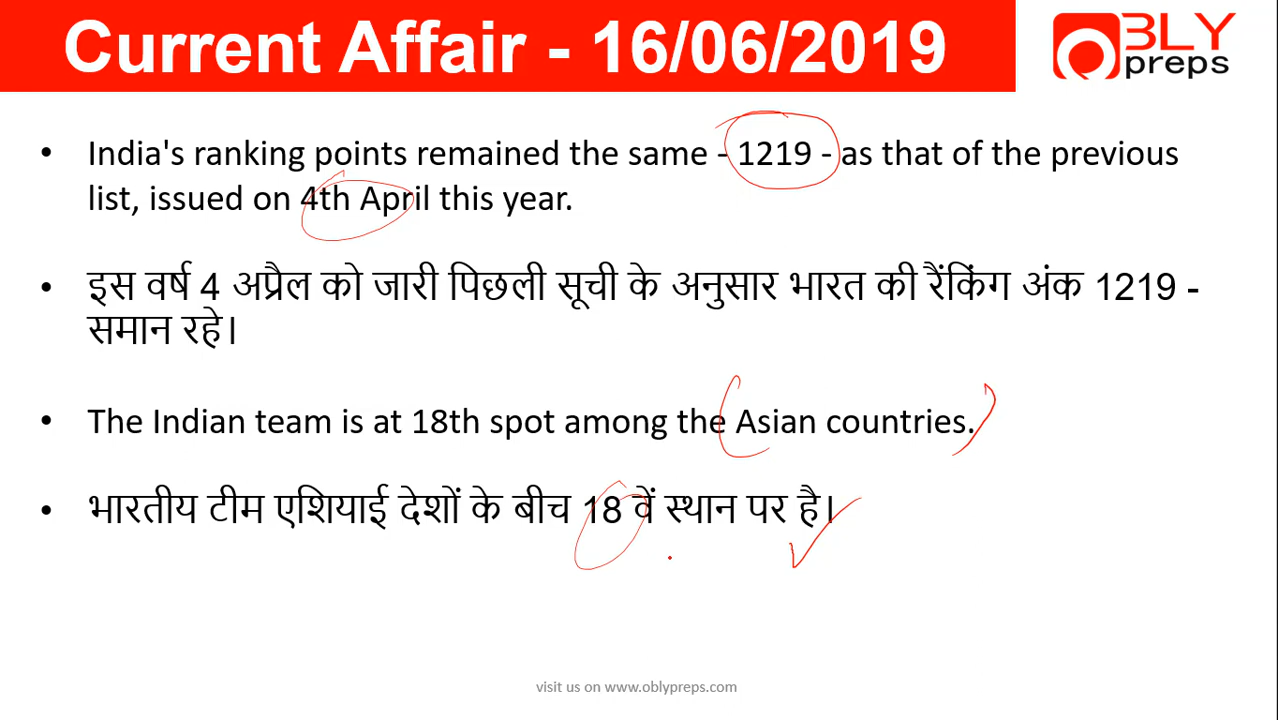 Current Affair - 16/06/2019
OBLY
preps
• India's ranking points remained the same - 1219 - as that of the previous
list, issued on 4th April this year.
• इस वर्ष 4 अप्रैल को जारी पिछली सूची के अनुसार भारत की रैंकिंग अंक 1219 -
समान रहे।
• The Indian team is at 18th spot among the Asian countries.
• भारतीय टीम एशियाई देशों के बीच 18 वें स्थान पर है।
visit us on www.oblypreps.com